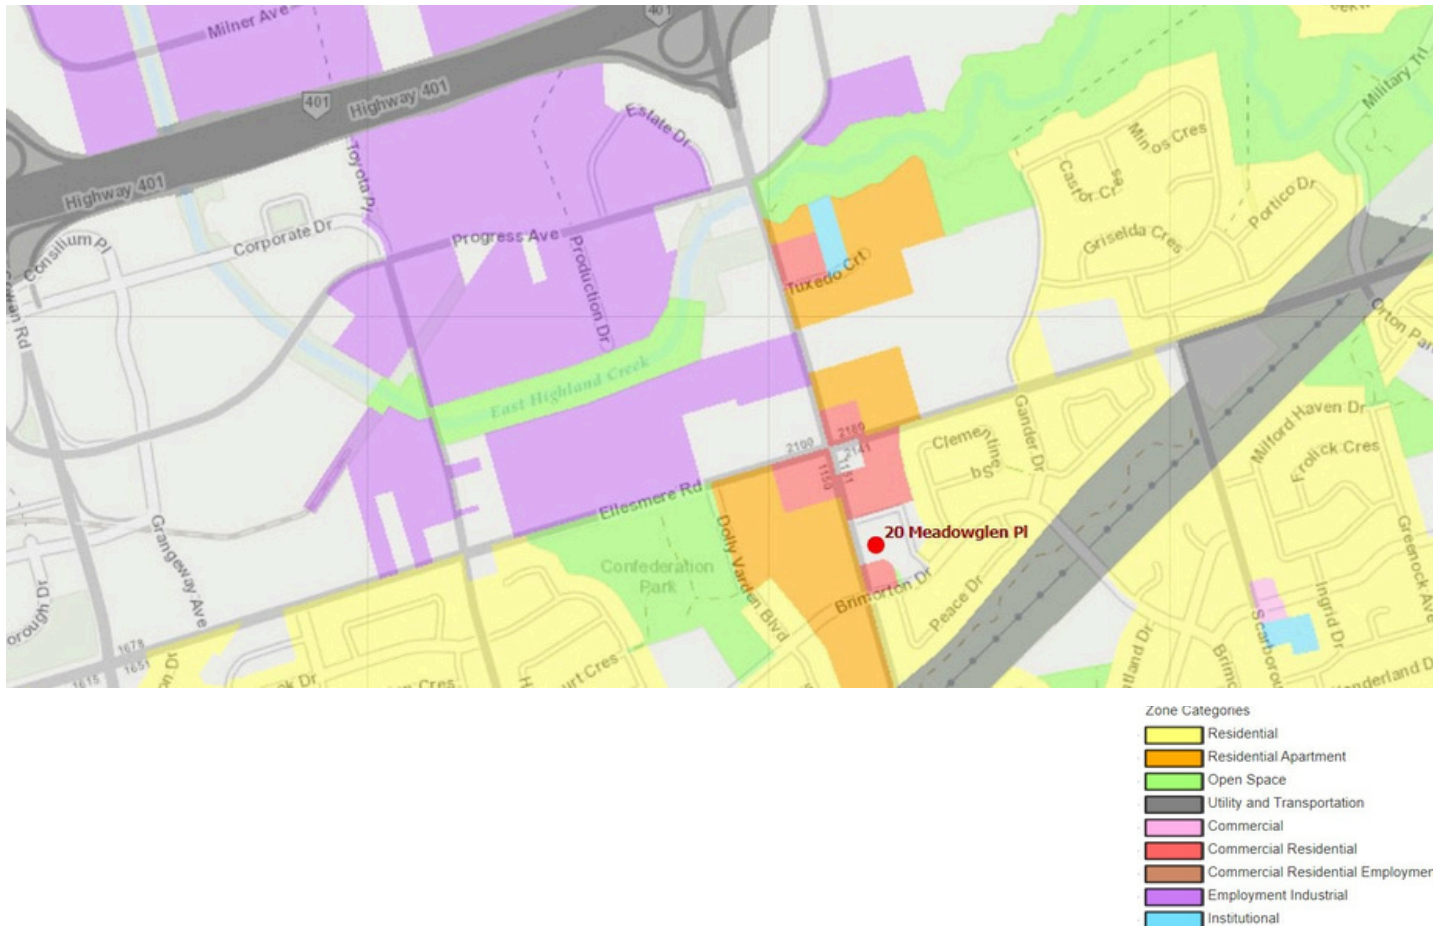 Milner Ave
401
401
Highway 401
Highway 401
Estate Dr
Toyota Pl
Military Trl
Minos Cres
Castor Cres
Portico Dr
Griselda Cres
Consilium Pl
Corporate Dr
Progress Ave
Production Dr
Tuxedo Crt
East Highland Creek
Milford Haven Dr
Frolick Cres
Gander Dr
Clementine Sq
2180
2100
2141
1151
1150
Ellesmere Rd
Dolly Varden Blvd
20 Meadowglen Pl
Confederation
Park
Brimorton Dr
Peace Dr
Grangeway Ave
Greenock Ave
Ingrid Dr
1678
1651
1615
Zone Categories
Residential
Residential Apartment
Open Space
Utility and Transportation
Commercial
Commercial Residential
Commercial Residential Employmen
Employment Industrial
Institutional